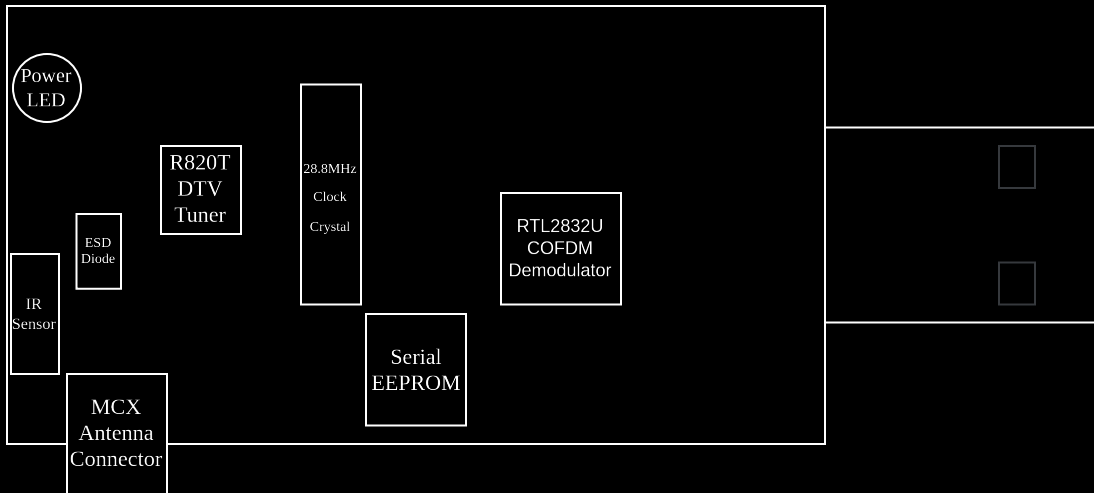 Power
LED
R820T
DTV
Tuner
28.8MHz
Clock
Crystal
RTL2832U
COFDM
Demodulator
ESD
Diode
IR
Sensor
Serial
EEPROM
MCX
Antenna
Connector